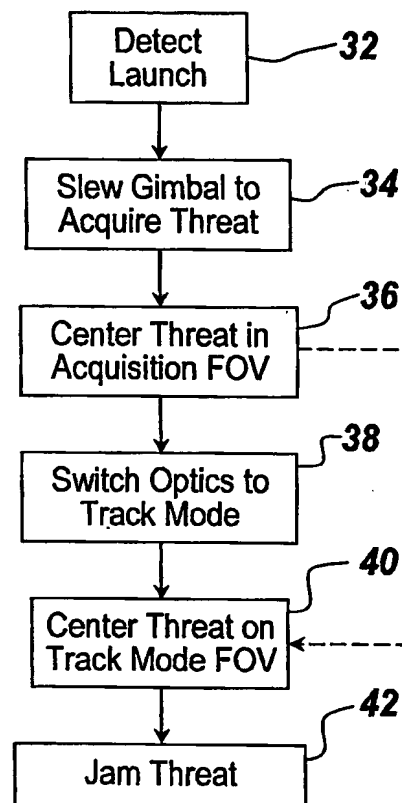 Detect
Launch
32
Slew Gimbal to
Acquire Threat
34
Center Threat in
Acquisition FOV
36
Switch Optics to
Track Mode
38
Center Threat on
Track Mode FOV
40
Jam Threat
42